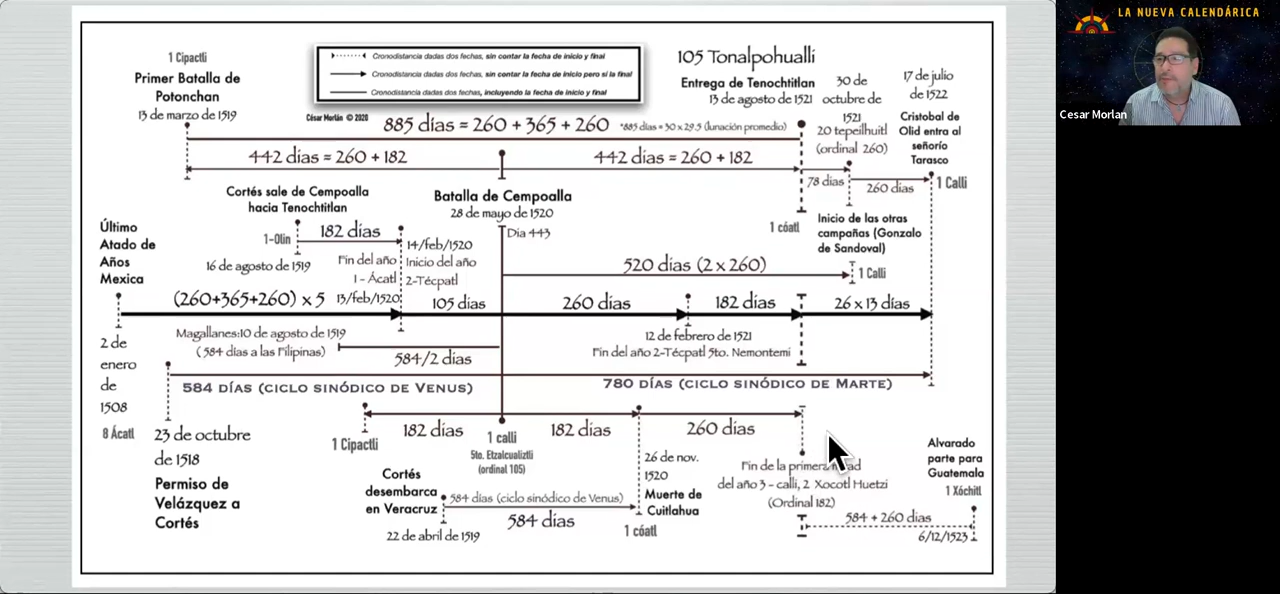 LA NUEVA CALENDÁRICA
Cesar Morlan
1 Cipactli
Primer Batalla de
Potonchan
13 de marzo de 1519
Cronodistancia dadas dos fechas, sin contar la fecha de inicio y final
Cronodistancia dadas dos fechas, sin contar la fecha de inicio pero sí la final
Cronodistancia dadas dos fechas, incluyendo la fecha de inicio y final
César Morlán © 2020
105 Tonalpohualli
Entrega de Tenochtitlan
13 de agosto de 1521
30 de
octubre de
1521
20 tepeilhuitl
(ordinal 260)
17 de julio
de 1522
Cristobal de
Olid entra al
señorío
Tarasco
885 días = 260 + 365 + 260
*885 días = 30 x 29.5 (lunación promedio)
442 días = 260 + 182
442 días = 260 + 182
78 días
260 días
1 Calli
Cortés sale de Cempoalla
hacia Tenochtitlan
Batalla de Cempoalla
28 de mayo de 1520
Día 443
1 cóatl
Inicio de las otras
campañas (Gonzalo
de Sandoval)
Último
Atado de
Años
Mexica
1-Olin
182 días
16 de agosto de 1519
Fin del año
1 - Ácatl
13/feb/1520
14/feb/1520
Inicio del año
2-Técpatl
520 días (2 x 260)
1 Calli
(260+365+260) x 5
105 días
260 días
182 días
26 x 13 días
2 de
enero
de
1508
8 Ácatl
Magallanes:10 de agosto de 1519
(584 días a las Filipinas)
584/2 días
12 de febrero de 1521
Fin del año 2-Técpatl 5to. Nemontemi
584 DÍAS (CICLO SINÓDICO DE VENUS)
780 DÍAS (CICLO SINÓDICO DE MARTE)
23 de octubre
de 1518
Permiso de
Velázquez a
Cortés
1 Cipactli
182 días
1 calli
5to. Etzalcualiztli
(ordinal 105)
182 días
260 días
Cortés
desembarca
en Veracruz
22 de abril de 1519
584 días (ciclo sinódico de Venus)
584 días
26 de nov.
1520
Muerte de
Cuitlahua
1 cóatl
Fin de la primera
del año 3 - calli, 2 Xocotl Huetzi
(Ordinal 182)
Alvarado
parte para
Guatemala
1 Xóchitl
584 + 260 días
6/12/1523